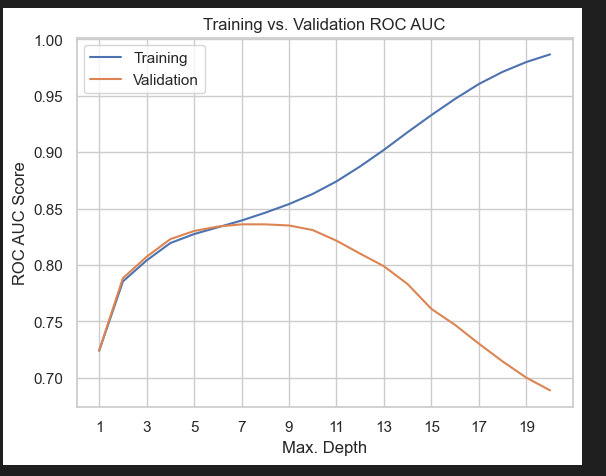 Training vs. Validation ROC AUC
Training
Validation
1.00
0.95
0.90
0.85
0.80
0.75
0.70
ROC AUC Score
1 3 5 7 9 11 13 15 17 19
Max. Depth